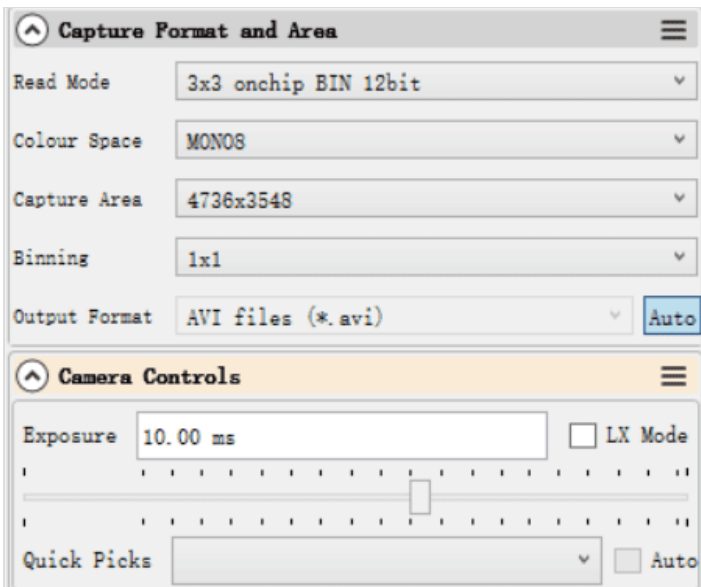 Capture Format and Area
Read Mode 3x3 onchip BIN 12bit
Colour Space MONO8
Capture Area 4736x3548
Binning 1x1
Output Format AVI files (*.avi) Auto
Camera Controls
Exposure 10.00 ms LX Mode
Quick Picks Auto